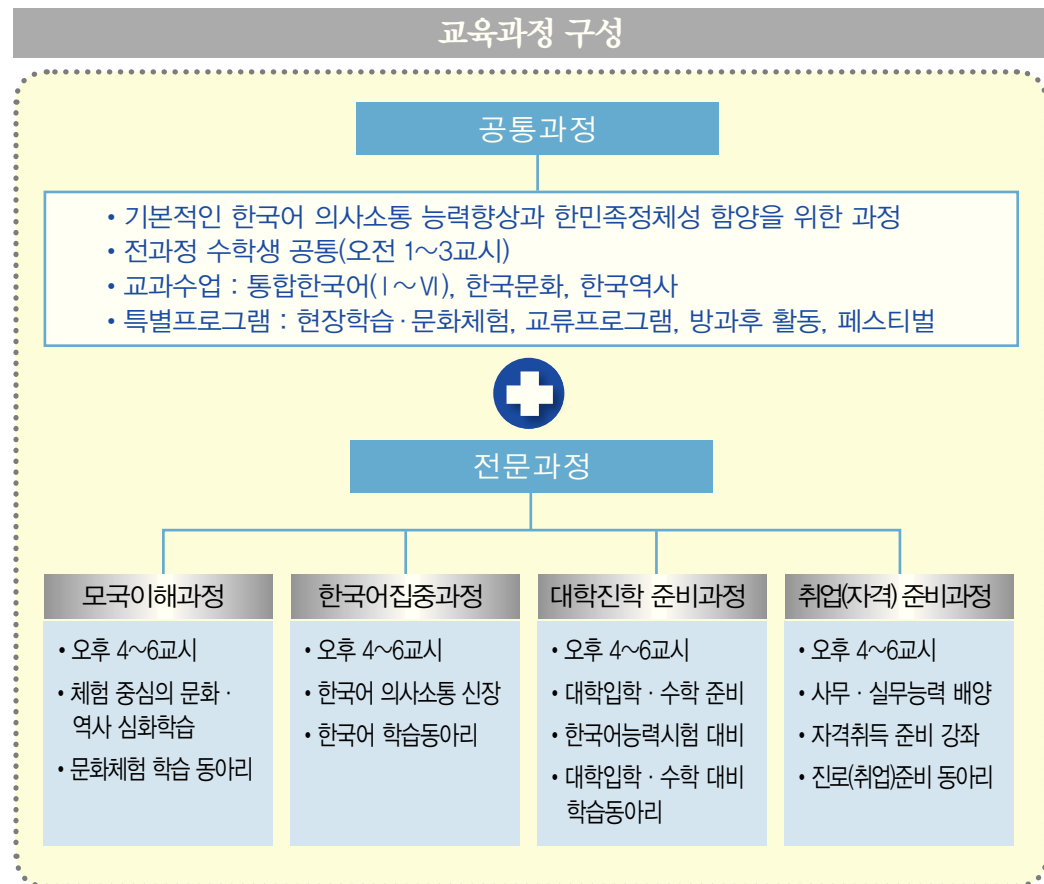 교육과정 구성
공통과정
• 기본적인 한국어 의사소통 능력향상과 한민족정체성 함양을 위한 과정
• 전과정 수학생 공통(오전 1~3교시)
• 교과수업 : 통합한국어(Ⅰ~Ⅵ), 한국문화, 한국역사
• 특별프로그램 : 현장학습·문화체험, 교류프로그램, 방과후 활동, 페스티벌
전문과정
모국이해과정
• 오후 4~6교시
• 체험 중심의 문화·
역사 심화학습
• 문화체험 학습 동아리
한국어집중과정
• 오후 4~6교시
• 한국어 의사소통 신장
• 한국어 학습동아리
대학진학 준비과정
• 오후 4~6교시
• 대학입학·수학 준비
• 한국어능력시험 대비
• 대학입학·수학 대비
학습동아리
취업(자격) 준비과정
• 오후 4~6교시
• 사무·실무능력 배양
• 자격취득 준비 강좌
• 진로(취업)준비 동아리